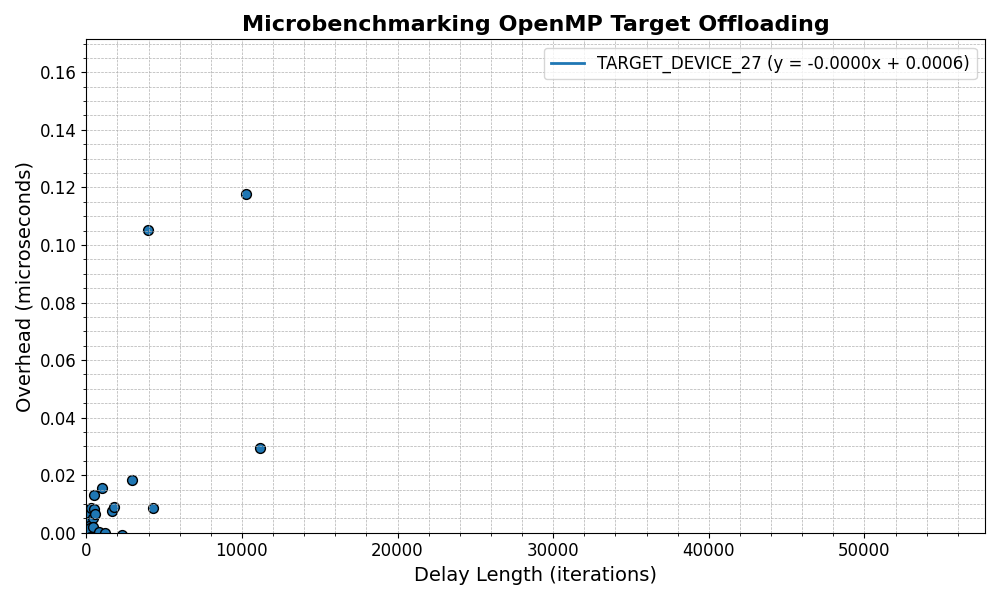 Microbenchmarking OpenMP Target Offloading
TARGET_DEVICE_27 (y = -0.0000x + 0.0006)
Overhead (microseconds)
0.16
0.14
0.12
0.10
0.08
0.06
0.04
0.02
0.00
0 10000 20000 30000 40000 50000
Delay Length (iterations)